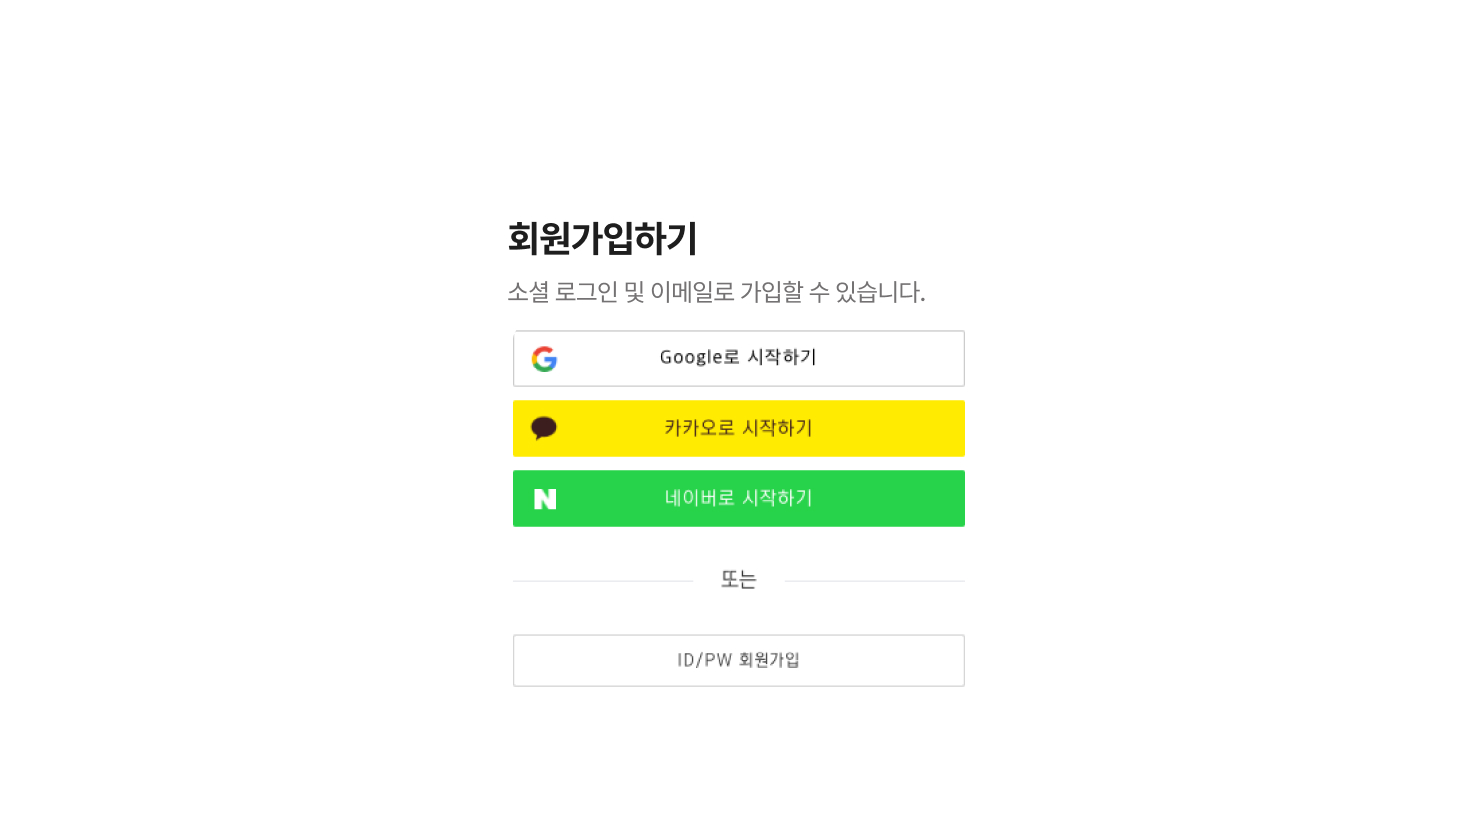 회원가입하기
소셜 로그인 및 이메일로 가입할 수 있습니다.
Google로 시작하기
카카오로 시작하기
네이버로 시작하기
또는
ID/PW 회원가입